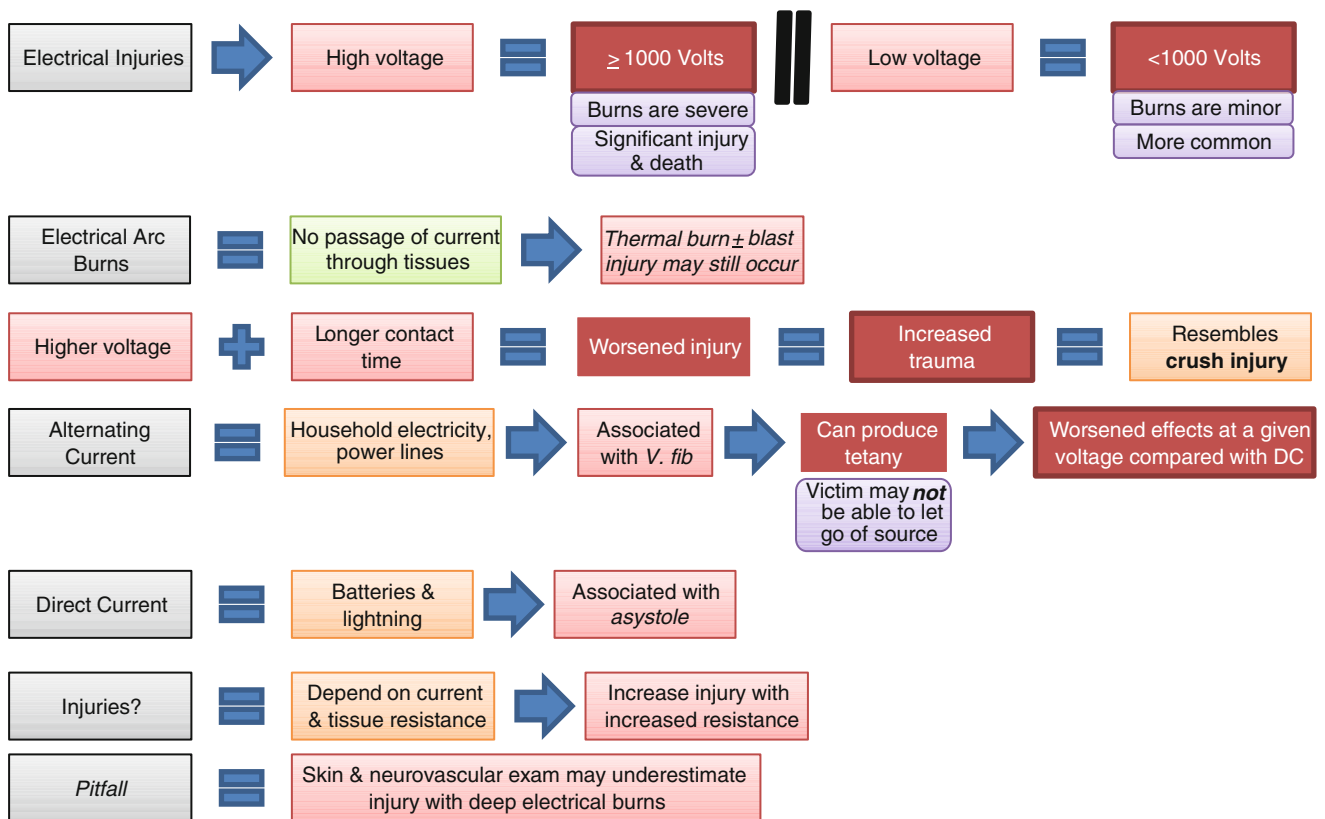 Electrical Injuries
High voltage
≥ 1000 Volts
Burns are severe
Significant injury
& death
Low voltage
<1000 Volts
Burns are minor
More common
Electrical Arc
Burns
No passage of current
through tissues
Thermal burn ± blast
injury may still occur
Higher voltage
Longer contact
time
Worsened injury
Increased
trauma
Resembles
crush injury
Alternating
Current
Household electricity,
power lines
Associated
with V. fib
Can produce
tetany
Victim may not
be able to let
go of source
Worsened effects at a given
voltage compared with DC
Direct Current
Batteries &
lightning
Associated with
asystole
Injuries?
Depend on current
& tissue resistance
Increase injury with
increased resistance
Pitfall
Skin & neurovascular exam may underestimate
injury with deep electrical burns